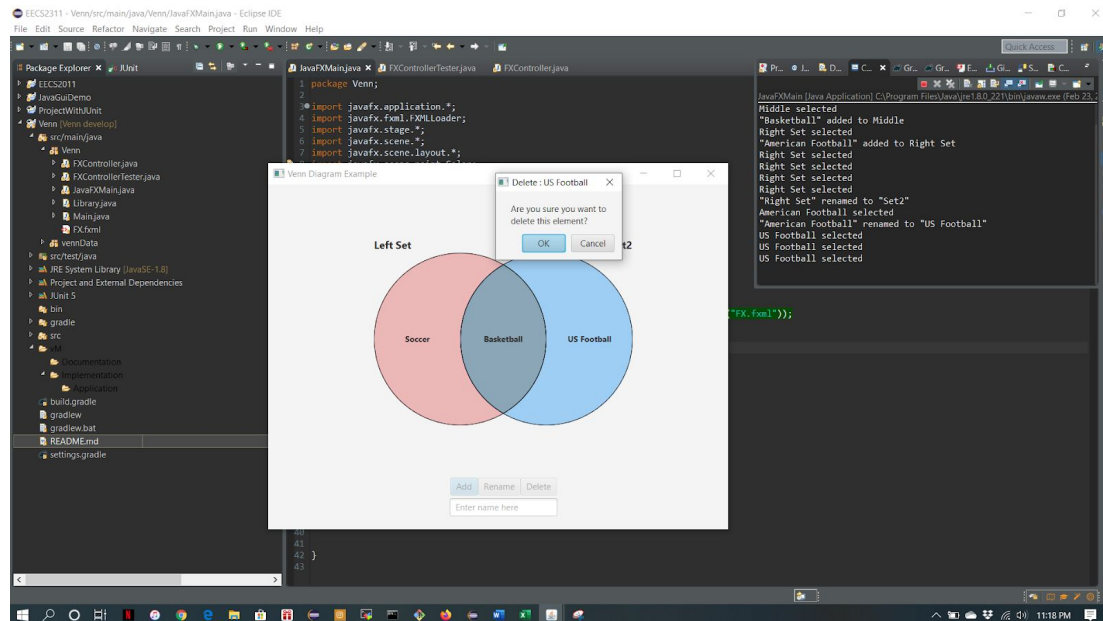 EECS2311 - Venn/src/main/java/Venn/JavaFXMain.java - Eclipse IDE
File Edit Source Refactor Navigate Search Project Run Window Help
Quick Access
Package Explorer JUnit
EECS2011
JavaGuiDemo
ProjectWithJUnit
Venn [Venn develop]
src/main/java
Venn
FXController.java
FXControllerTester.java
JavaFXMain.java
Library.java
Main.java
FX.fxml
vennData
src/test/java
JRE System Library [JavaSE-1.8]
Project and External Dependencies
JUnit 5
bin
gradle
src
vM
Documentation
Implementation
Application
build.gradle
gradlew
gradlew.bat
README.md
settings.gradle
JavaFXMain.java FXControllerTester.java FXController.java
1 package Venn;
2
3 import javafx.application.*;
4 import javafx.fxml.FXMLLoader;
5 import javafx.stage.*;
6 import javafx.scene.*;
7 import javafx.scene.layout.*;
("FX.fxml"));
40
41
42 }
43
Pr... J... D... C... Gr... Gr... E... Gi... S... C...
JavaFXMain [Java Application] C:\Program Files\Java\jre1.8.0_221\bin\javaw.exe (Feb 23, 2
Middle selected
"Basketball" added to Middle
Right Set selected
"American Football" added to Right Set
Right Set selected
Right Set selected
Right Set selected
Right Set selected
"Right Set" renamed to "Set2"
American Football selected
"American Football" renamed to "US Football"
US Football selected
US Football selected
US Football selected
Venn Diagram Example
Delete : US Football
Are you sure you want to
delete this element?
OK Cancel
Left Set t2
Soccer Basketball US Football
Add Rename Delete
Enter name here
11:18 PM